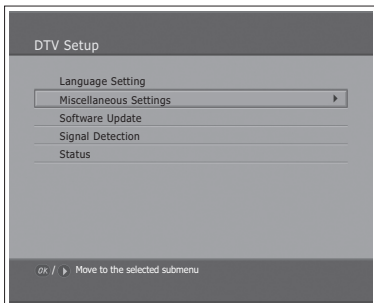 DTV Setup
Language Setting
Miscellaneous Settings
Software Update
Signal Detection
Status
OK / Move to the selected submenu